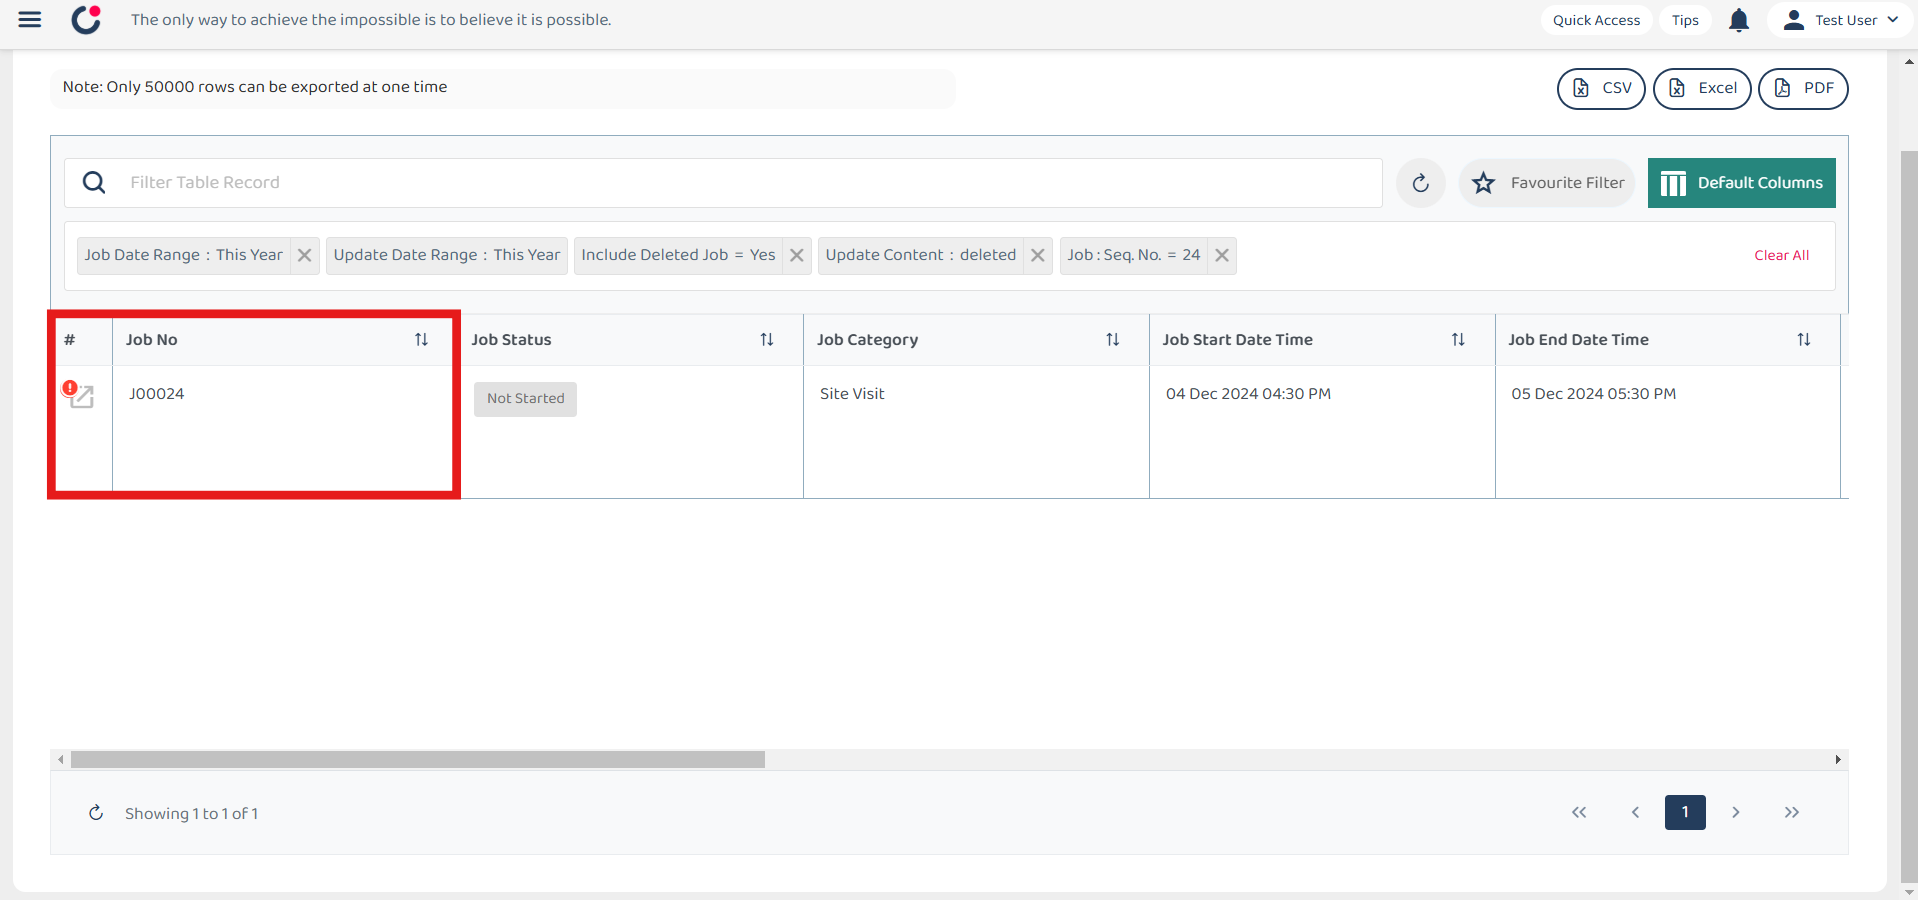 The only way to achieve the impossible is to believe it is possible.
Quick Access
Tips
Test User
Note: Only 50000 rows can be exported at one time
CSV
Excel
PDF
Filter Table Record
Favourite Filter
Default Columns
Job Date Range : This Year
Update Date Range : This Year
Include Deleted Job = Yes
Update Content : deleted
Job : Seq. No. = 24
Clear All
# Job No Job Status Job Category Job Start Date Time Job End Date Time
J00024 Not Started Site Visit 04 Dec 2024 04:30 PM 05 Dec 2024 05:30 PM
Showing 1 to 1 of 1
1